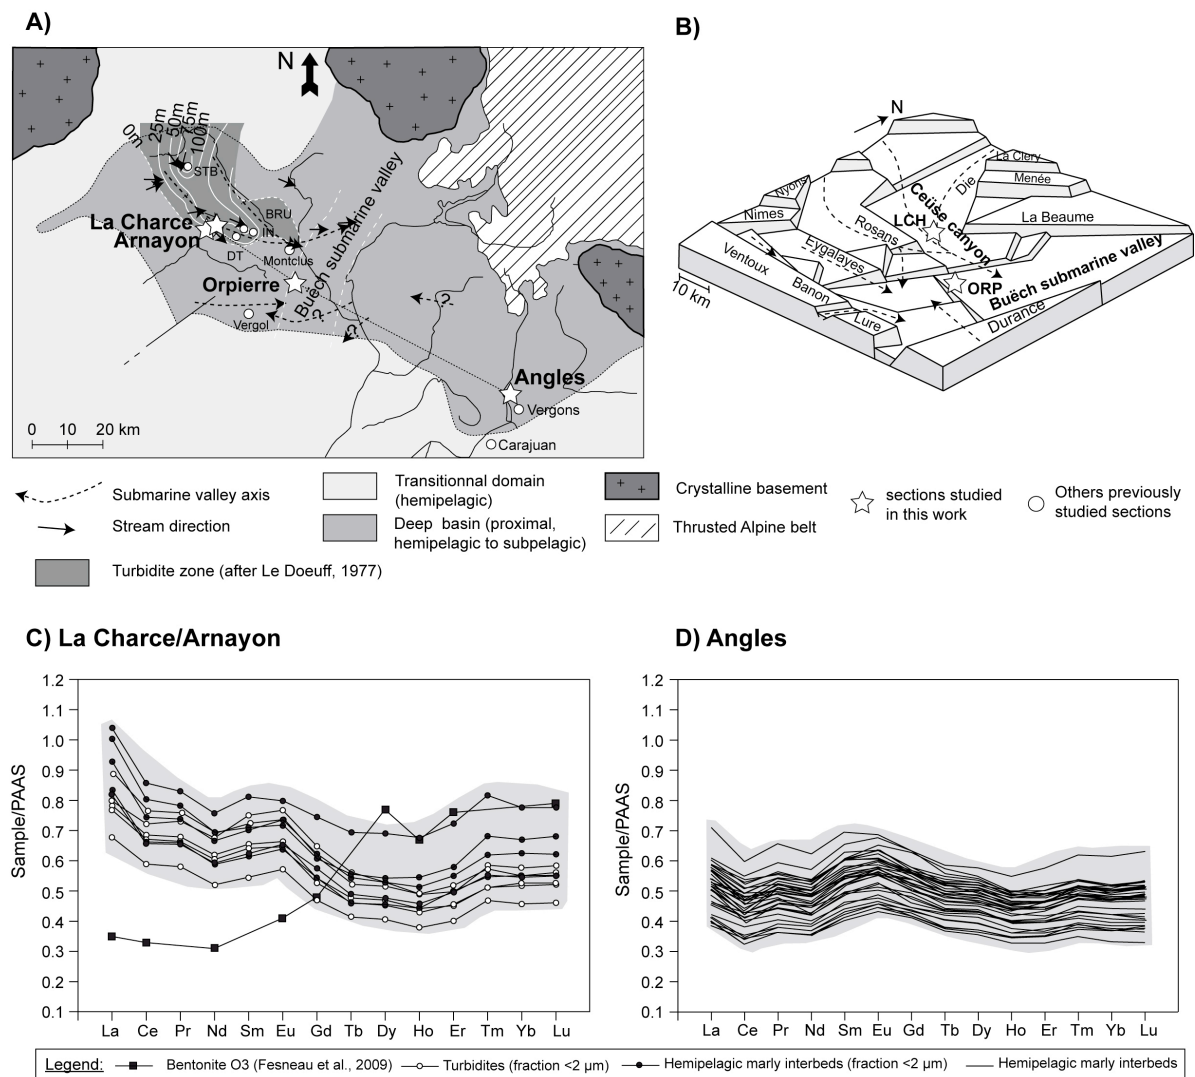 A)
N
0m
25m
50m
75m
100m
STB
BRU
La Charce
Arnayon
IN
DT
Montclus
Buëch submarine valley
Orpierre
?
?
?
Vergol
Angles
Vergons
Carajuan
0 10 20 km
B)
N
La Clery
Menée
Die
Nyons
Nimes
LCH
Ceüse canyon
La Beaume
Rosans
Eygalayes
Ventoux
Banon
Lure
ORP
Buëch submarine valley
Durance
10 km
Submarine valley axis
Stream direction
Turbidite zone (after Le Doeuff, 1977)
Transitionnal domain
(hemipelagic)
Deep basin (proximal,
hemipelagic to subpelagic)
Crystalline basement
Thrusted Alpine belt
sections studied
in this work
Others previously
studied sections
C) La Charce/Arnayon
Sample/PAAS
1.2
1.1
1.0
0.9
0.8
0.7
0.6
0.5
0.4
0.3
0.2
0.1
La Ce Pr Nd Sm Eu Gd Tb Dy Ho Er Tm Yb Lu
D) Angles
Sample/PAAS
1.2
1.1
1.0
0.9
0.8
0.7
0.6
0.5
0.4
0.3
0.2
0.1
La Ce Pr Nd Sm Eu Gd Tb Dy Ho Er Tm Yb Lu
Legend: Bentonite O3 (Fesneau et al., 2009) Turbidites (fraction <2 µm) Hemipelagic marly interbeds (fraction <2 µm) Hemipelagic marly interbeds